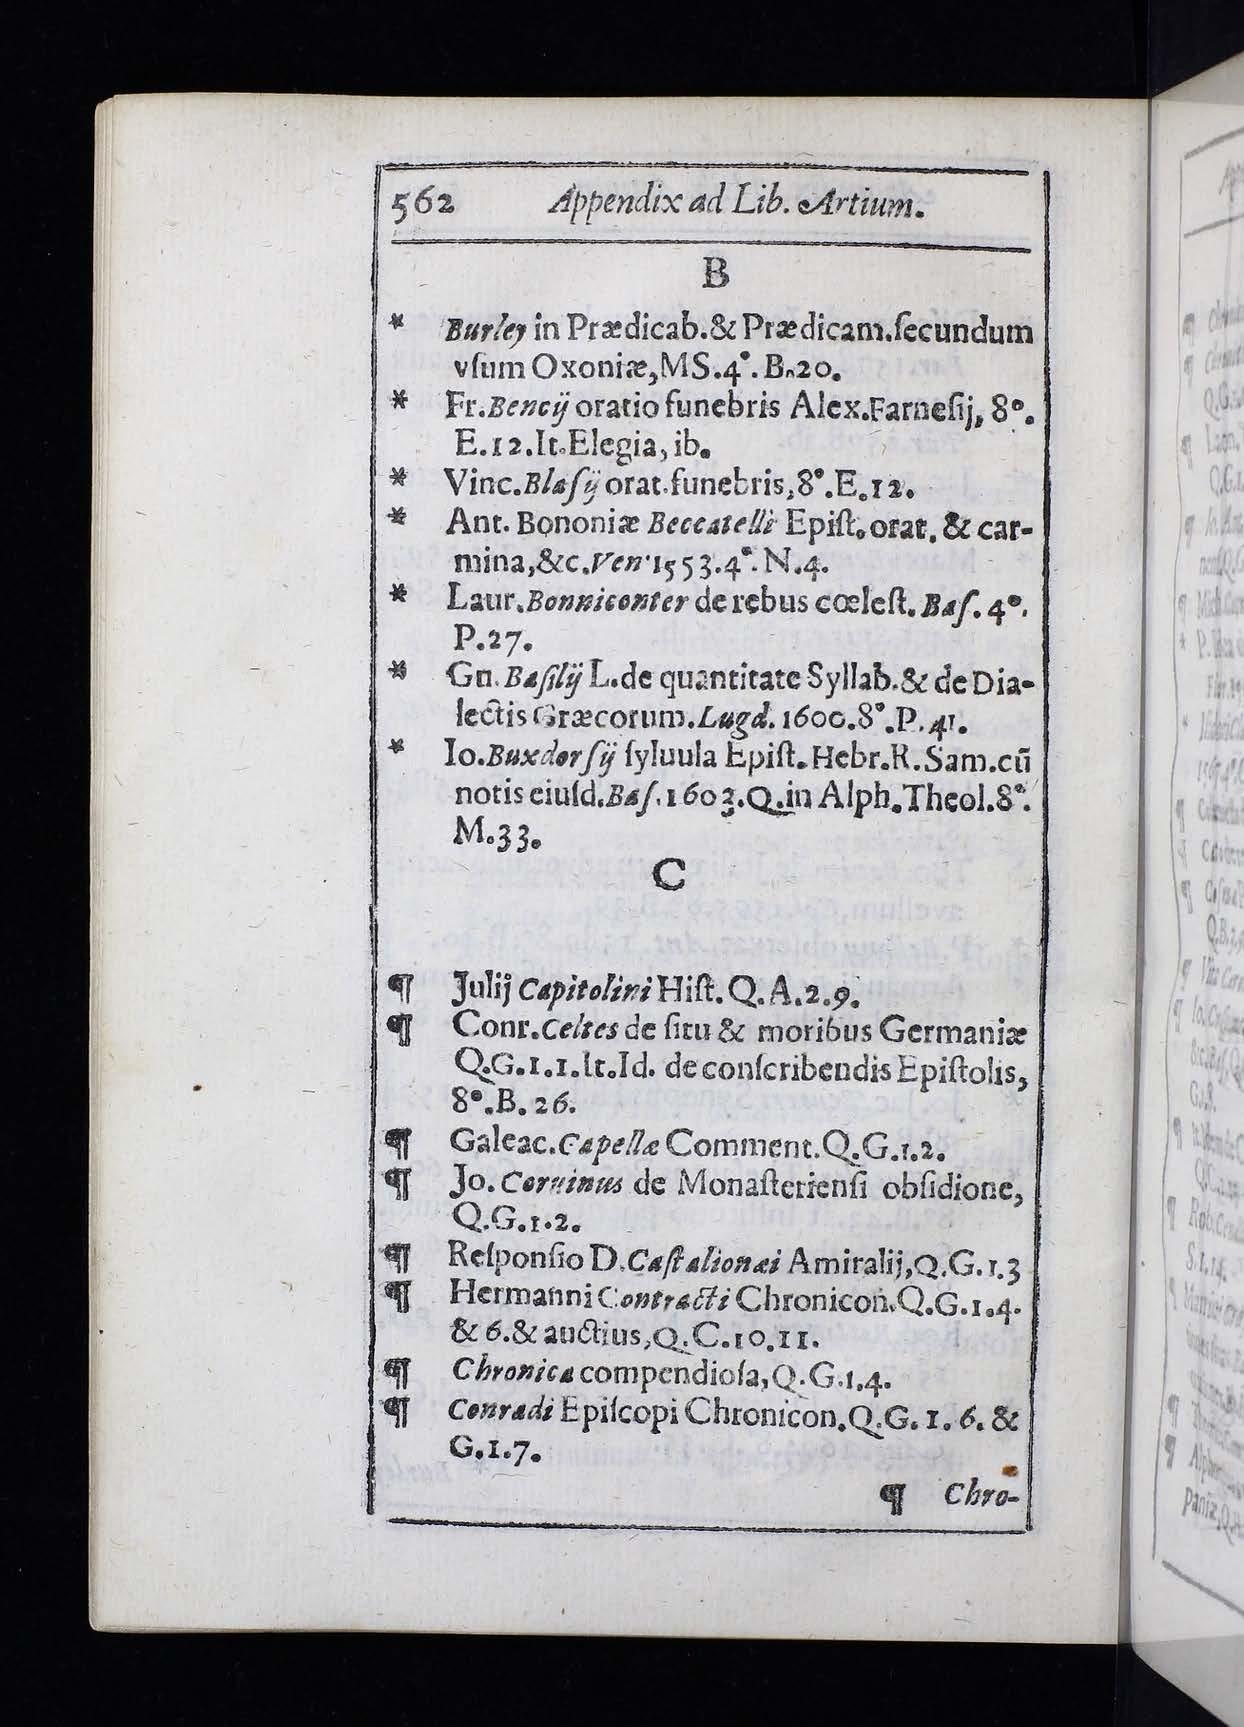 562 Appendix ad Lib. Artium.
B
* Burley in Prædicab.& Prædicam.ſecundum
vſum Oxoniæ,MS.4°. B.20.
* Fr.Bencij oratio funebris Alex.Farneſij, 8°.
E.12.It.Elegia, ib.
* Vinc.Blaſij orat.funebris,8°.E.12.
* Ant. Bononiæ Beccatelli Epiſt.orat. & car-
mina,&c.Ven.1553.4°. N.4.
* Laur.Bonniconter de rebus cœleſt. Baſ. 4°.
P.27.
* Gn. Baſilij L.de quantitate Syllab.& de Dia-
lectis Græcorum.Lugd. 1600.8°.P.41.
* Io.Buxdorſij ſyluula Epiſt.Hebr.R.Sam.cũ
notis eiuſd.Baſ.1603.Q.in Alph.Theol.8°.
M.33.
C
¶ Julij Capitolini Hiſt.Q.A.2.9.
¶ Conr.Celtes de ſitu & moribus Germaniæ
Q.G.1.1.It.Id. de conſcribendis Epiſtolis,
8°.B.26.
¶ Galeac.Capellæ Comment.Q.G.1.2.
¶ Jo. Coruinus de Monaſterienſi obſidione,
Q.G.1.2.
¶ Reſponſio D.Caſtalionæi Amiralij,Q.G.1.3
¶ Hermanni Contracti Chronicon.Q.G.1.4.
& 6.& auctius,Q.C.10.11.
¶ Chronica compendioſa,Q.G.1.4.
¶ Conradi Epiſcopi Chronicon.Q.G.1.6.&
G.1.7.
¶ Chro-